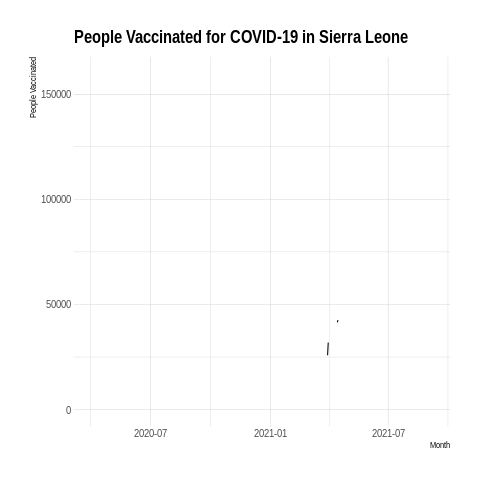 People Vaccinated for COVID-19 in Sierra Leone
People Vaccinated
150000
100000
50000
0
2020-07
2021-01
2021-07
Month